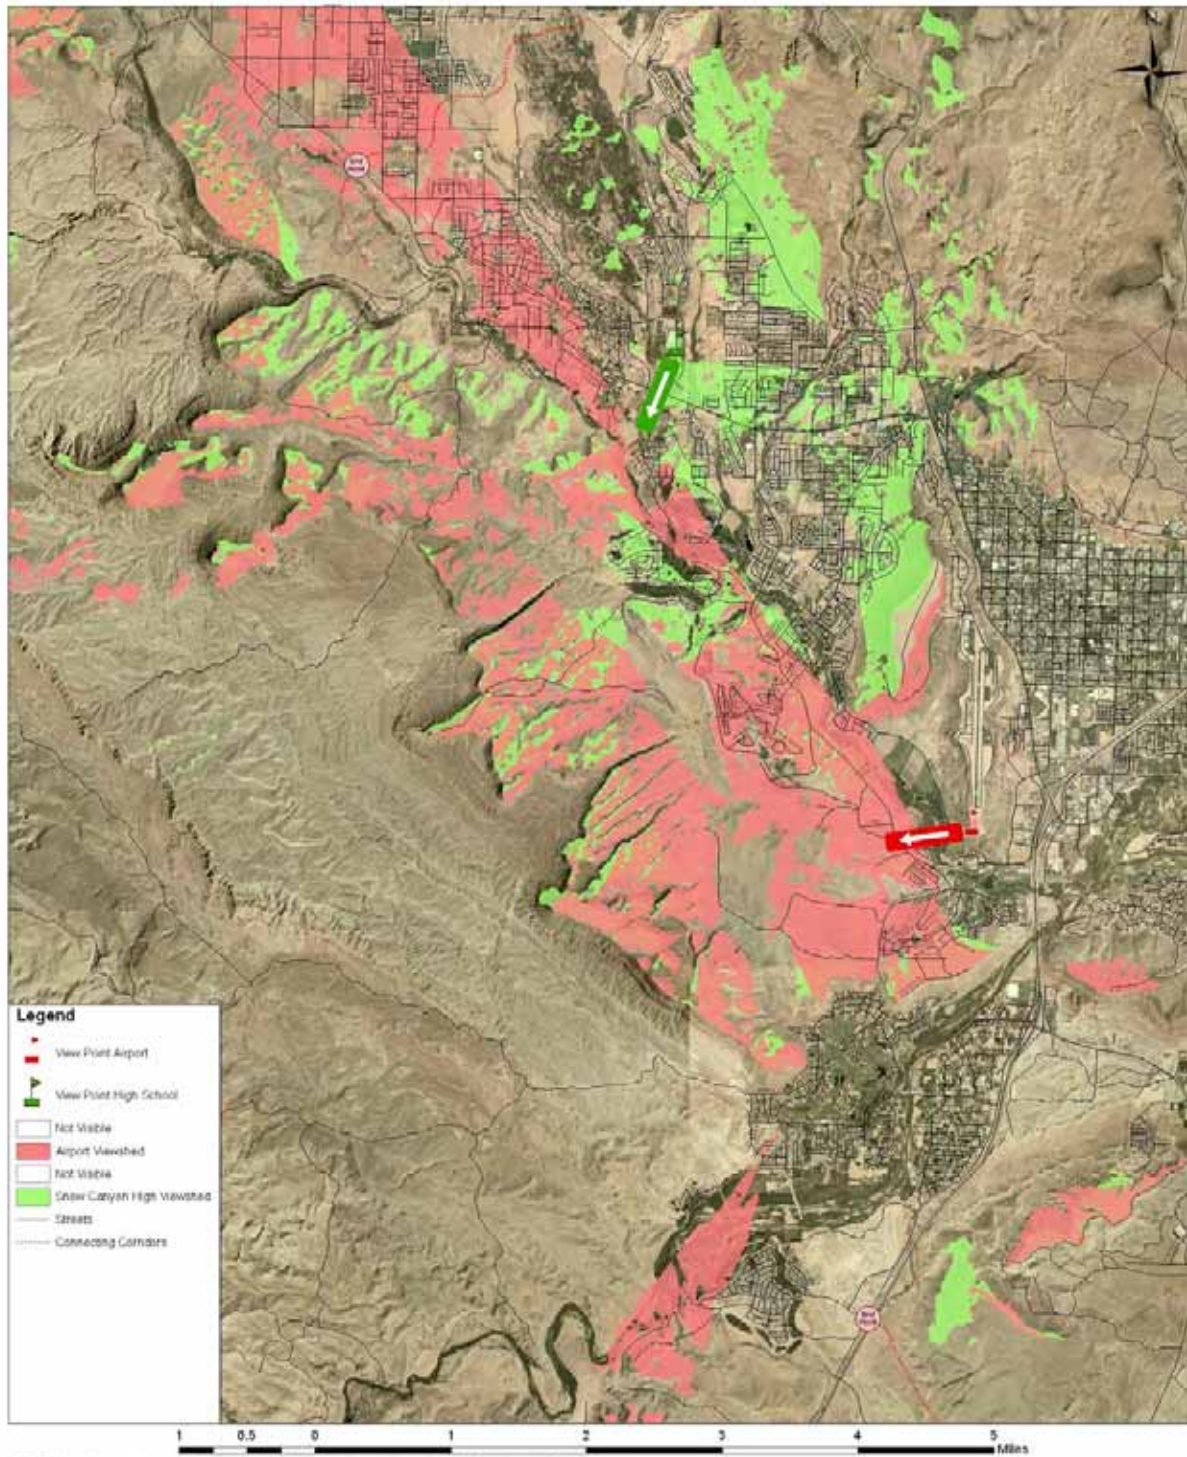 Legend
View Point Airport
View Point High School
Not Visible
Airport Viewshed
Not Visible
Snow Canyon High Viewshed
Streets
Connecting Corridors
1 0.5 0 1 2 3 4 5
Miles